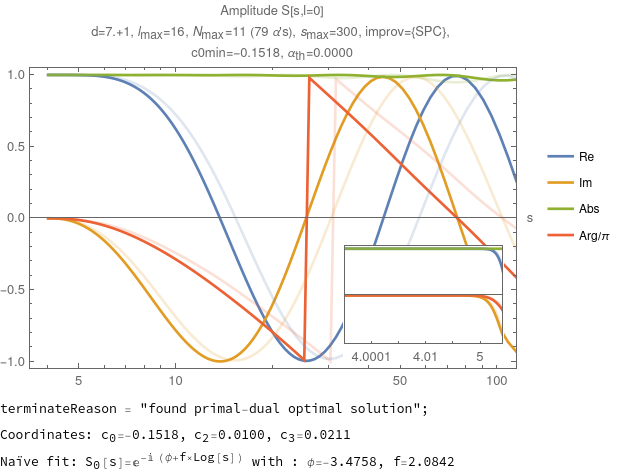 Amplitude S[s,l=0]
d=7.+1, lmax=16, Nmax=11 (79 α's), smax=300, improv={SPC},
c0min=-0.1518, αth=0.0000
1.0
0.5
0.0
-0.5
-1.0
5
10
50
100
s
Re
Im
Abs
Arg/π
4.0001
4.01
5
terminateReason = "found primal-dual optimal solution";
Coordinates: c0=-0.1518, c2=0.0100, c3=0.0211
Naïve fit: S0[s]=e^-i (ϕ+f×Log[s]) with : ϕ=-3.4758, f=2.0842